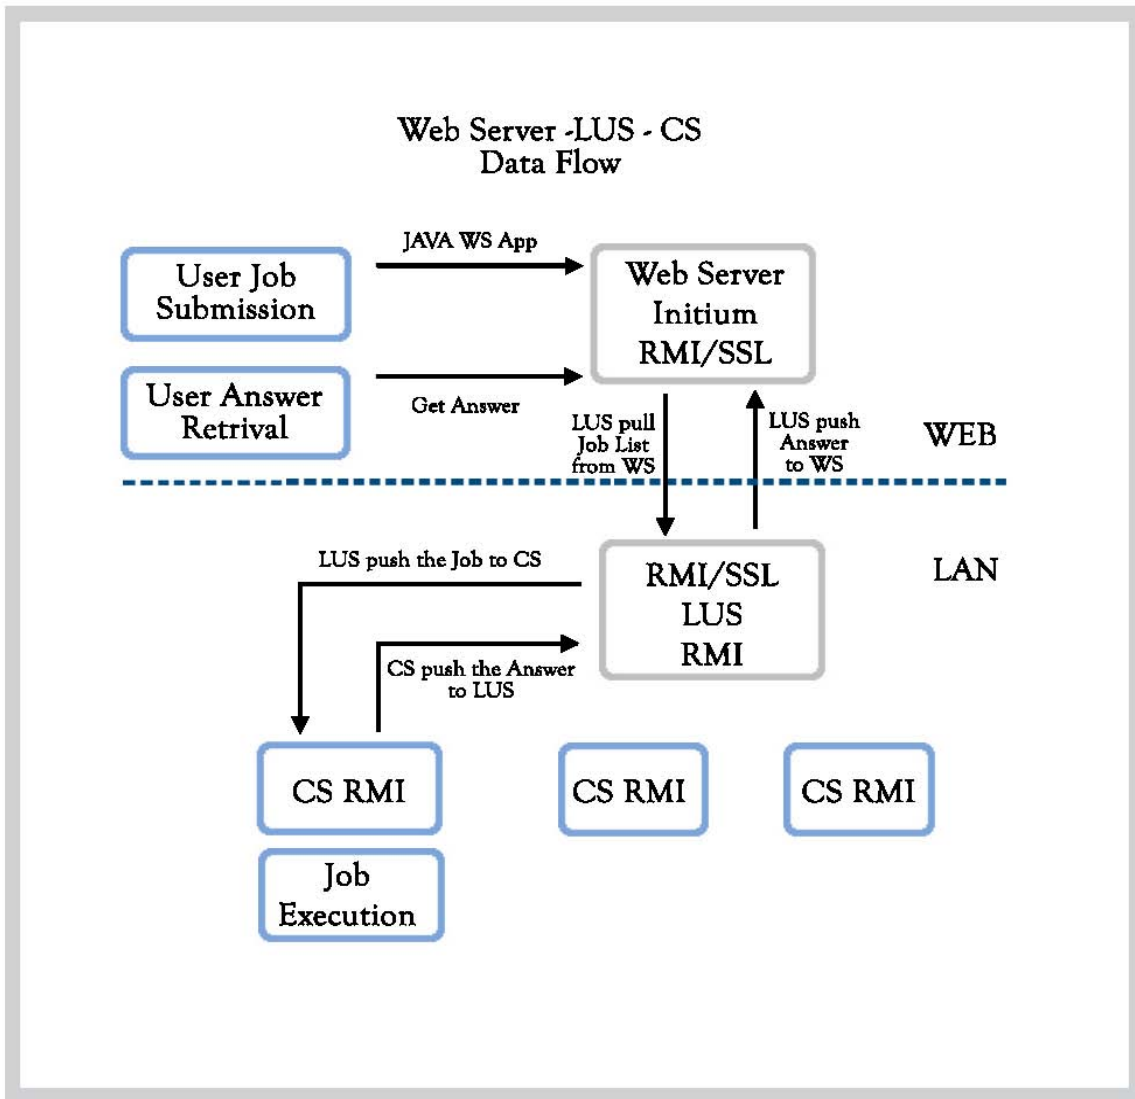 Web Server -LUS - CS
Data Flow
JAVA WS App
User Job
Submission
Web Server
Initium
RMI/SSL
User Answer
Retrival
Get Answer
LUS pull
Job List
from WS
LUS push
Answer
to WS
WEB
LUS push the Job to CS
RMI/SSL
LUS
RMI
LAN
CS push the Answer
to LUS
CS RMI
CS RMI
CS RMI
Job
Execution